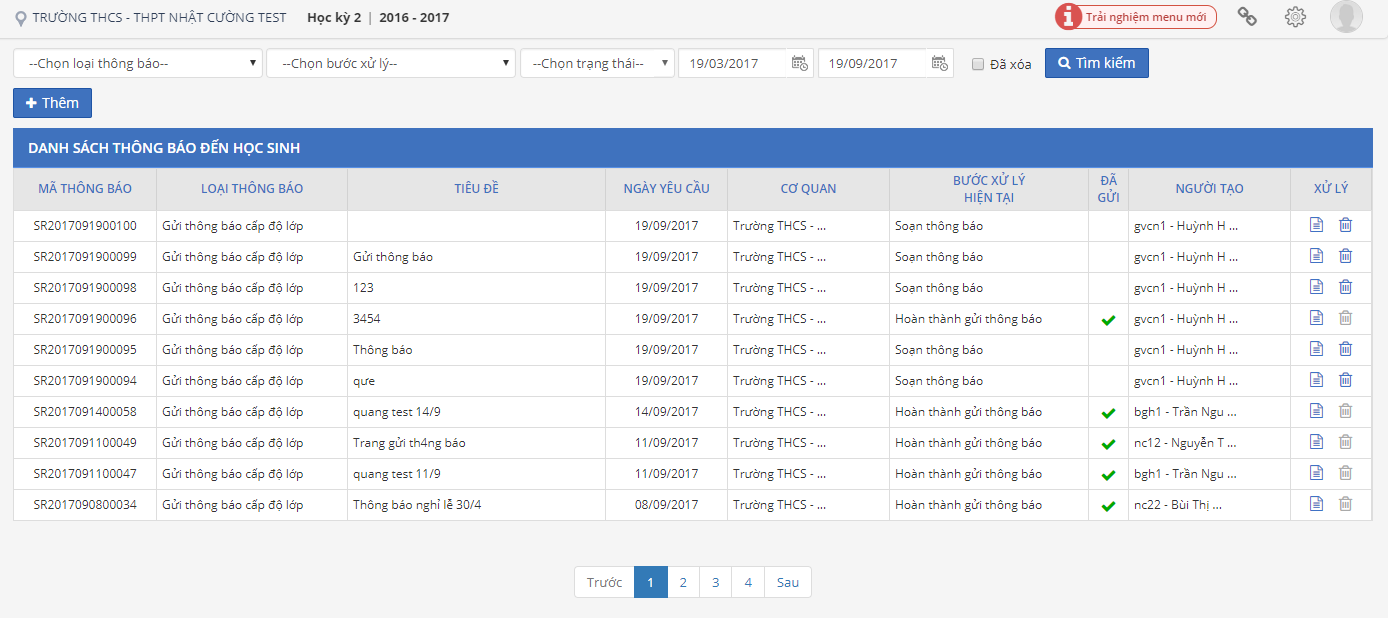 TRƯỜNG THCS - THPT NHẬT CƯỜNG TEST Học kỳ 2 | 2016 - 2017 Trải nghiệm menu mới
--Chọn loại thông báo-- --Chọn bước xử lý-- --Chọn trạng thái-- 19/03/2017 19/09/2017 Đã xóa Tìm kiếm
Thêm
DANH SÁCH THÔNG BÁO ĐẾN HỌC SINH
MÃ THÔNG BÁO LOẠI THÔNG BÁO TIÊU ĐỀ NGÀY YÊU CẦU CƠ QUAN BƯỚC XỬ LÝ HIỆN TẠI ĐÃ GỬI NGƯỜI TẠO XỬ LÝ
SR2017091900100 Gửi thông báo cấp độ lớp 19/09/2017 Trường THCS - ... Soạn thông báo gvcn1 - Huỳnh H ...
SR2017091900099 Gửi thông báo cấp độ lớp Gửi thông báo 19/09/2017 Trường THCS - ... Soạn thông báo gvcn1 - Huỳnh H ...
SR2017091900098 Gửi thông báo cấp độ lớp 123 19/09/2017 Trường THCS - ... Soạn thông báo gvcn1 - Huỳnh H ...
SR2017091900096 Gửi thông báo cấp độ lớp 3454 19/09/2017 Trường THCS - ... Hoàn thành gửi thông báo gvcn1 - Huỳnh H ...
SR2017091900095 Gửi thông báo cấp độ lớp Thông báo 19/09/2017 Trường THCS - ... Soạn thông báo gvcn1 - Huỳnh H ...
SR2017091900094 Gửi thông báo cấp độ lớp qưe 19/09/2017 Trường THCS - ... Soạn thông báo gvcn1 - Huỳnh H ...
SR2017091400058 Gửi thông báo cấp độ lớp quang test 14/9 14/09/2017 Trường THCS - ... Hoàn thành gửi thông báo bgh1 - Trần Ngu ...
SR2017091100049 Gửi thông báo cấp độ lớp Trang gửi th4ng báo 11/09/2017 Trường THCS - ... Hoàn thành gửi thông báo nc12 - Nguyễn T ...
SR2017091100047 Gửi thông báo cấp độ lớp quang test 11/9 11/09/2017 Trường THCS - ... Hoàn thành gửi thông báo bgh1 - Trần Ngu ...
SR2017090800034 Gửi thông báo cấp độ lớp Thông báo nghỉ lễ 30/4 08/09/2017 Trường THCS - ... Hoàn thành gửi thông báo nc22 - Bùi Thị ...
Trước 1 2 3 4 Sau